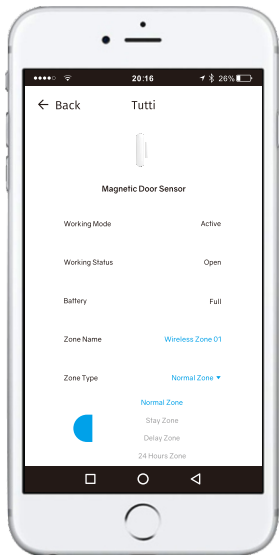 20:16 26%
← Back Tutti
Magnetic Door Sensor
Working Mode Active
Working Status Open
Battery Full
Zone Name Wireless Zone 01
Zone Type Normal Zone ▼
Normal Zone
Stay Zone
Delay Zone
24 Hours Zone